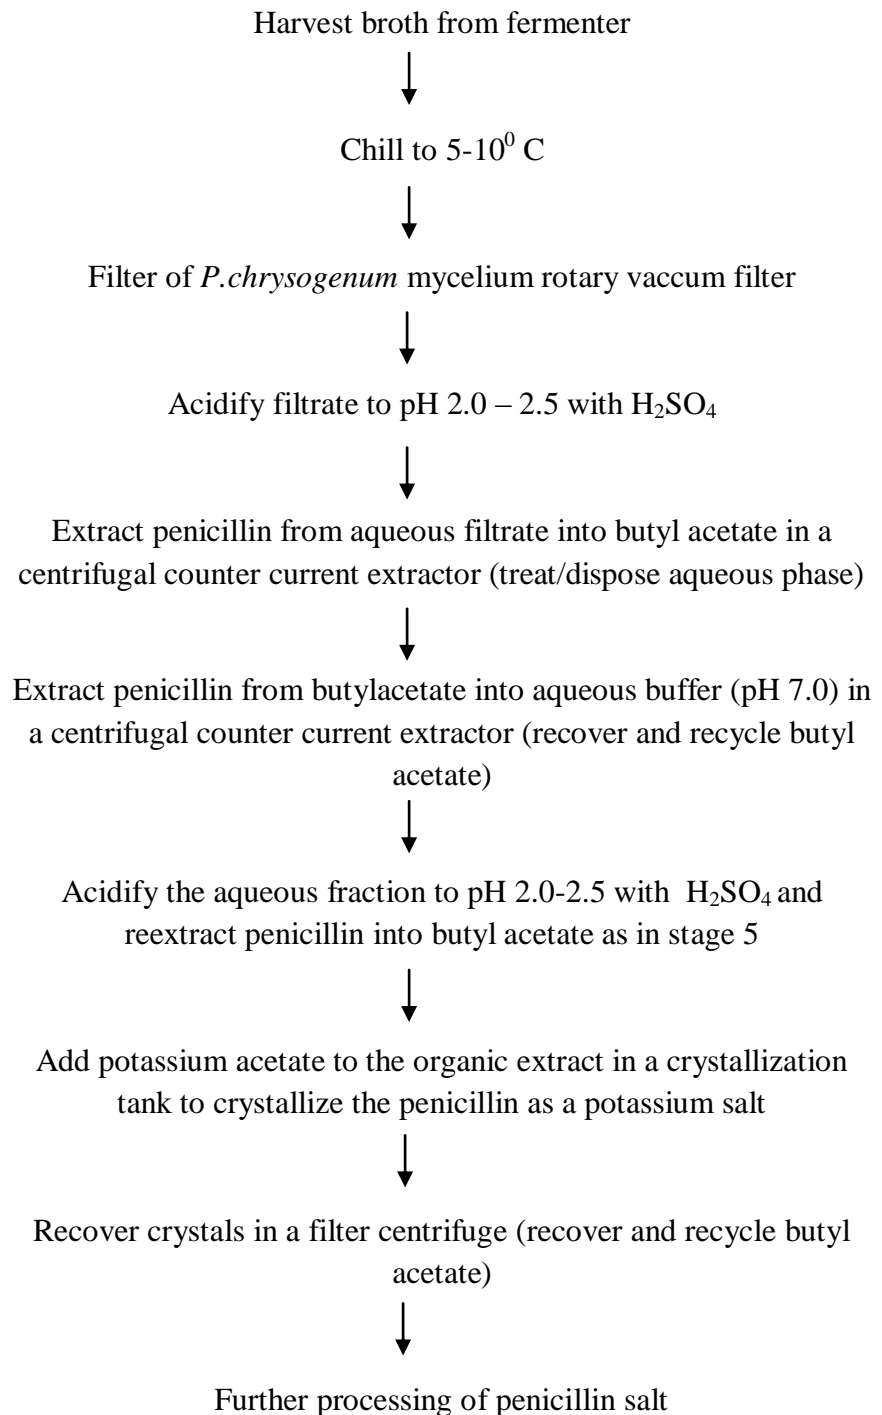 Harvest broth from fermenter
Chill to 5-10⁰ C
Filter of P.chrysogenum mycelium rotary vaccum filter
Acidify filtrate to pH 2.0 – 2.5 with H₂SO₄
Extract penicillin from aqueous filtrate into butyl acetate in a
centrifugal counter current extractor (treat/dispose aqueous phase)
Extract penicillin from butylacetate into aqueous buffer (pH 7.0) in
a centrifugal counter current extractor (recover and recycle butyl
acetate)
Acidify the aqueous fraction to pH 2.0-2.5 with H₂SO₄ and
reextract penicillin into butyl acetate as in stage 5
Add potassium acetate to the organic extract in a crystallization
tank to crystallize the penicillin as a potassium salt
Recover crystals in a filter centrifuge (recover and recycle butyl
acetate)
Further processing of penicillin salt